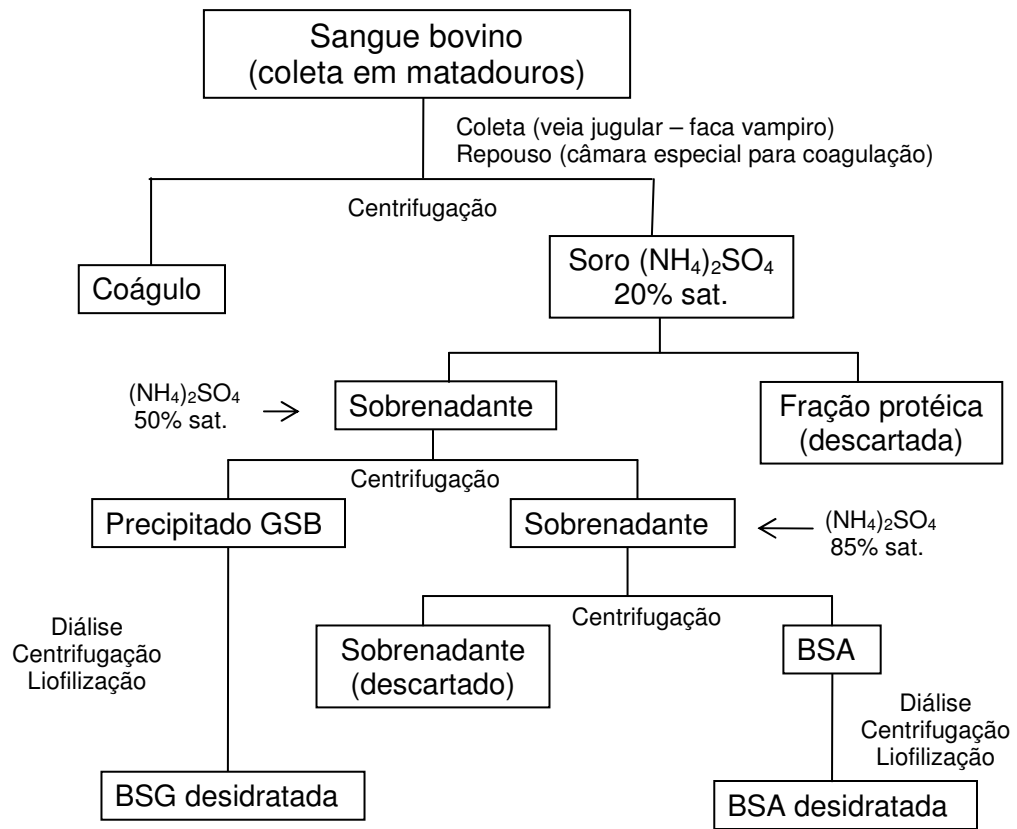 Sangue bovino
(coleta em matadouros)
Coleta (veia jugular – faca vampiro)
Repouso (câmara especial para coagulação)
Centrifugação
Coágulo
Soro (NH₄)₂SO₄
20% sat.
(NH₄)₂SO₄
50% sat.
Sobrenadante
Fração protéica
(descartada)
Centrifugação
Precipitado GSB
Sobrenadante
(NH₄)₂SO₄
85% sat.
Centrifugação
Diálise
Centrifugação
Liofilização
Sobrenadante
(descartado)
BSA
Diálise
Centrifugação
Liofilização
BSG desidratada
BSA desidratada